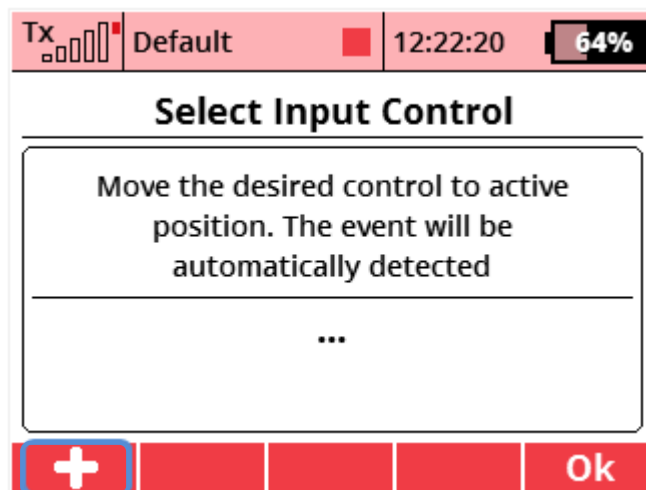 Tx Default 12:22:20 64%
Select Input Control
Move the desired control to active
position. The event will be
automatically detected
...
+ Ok